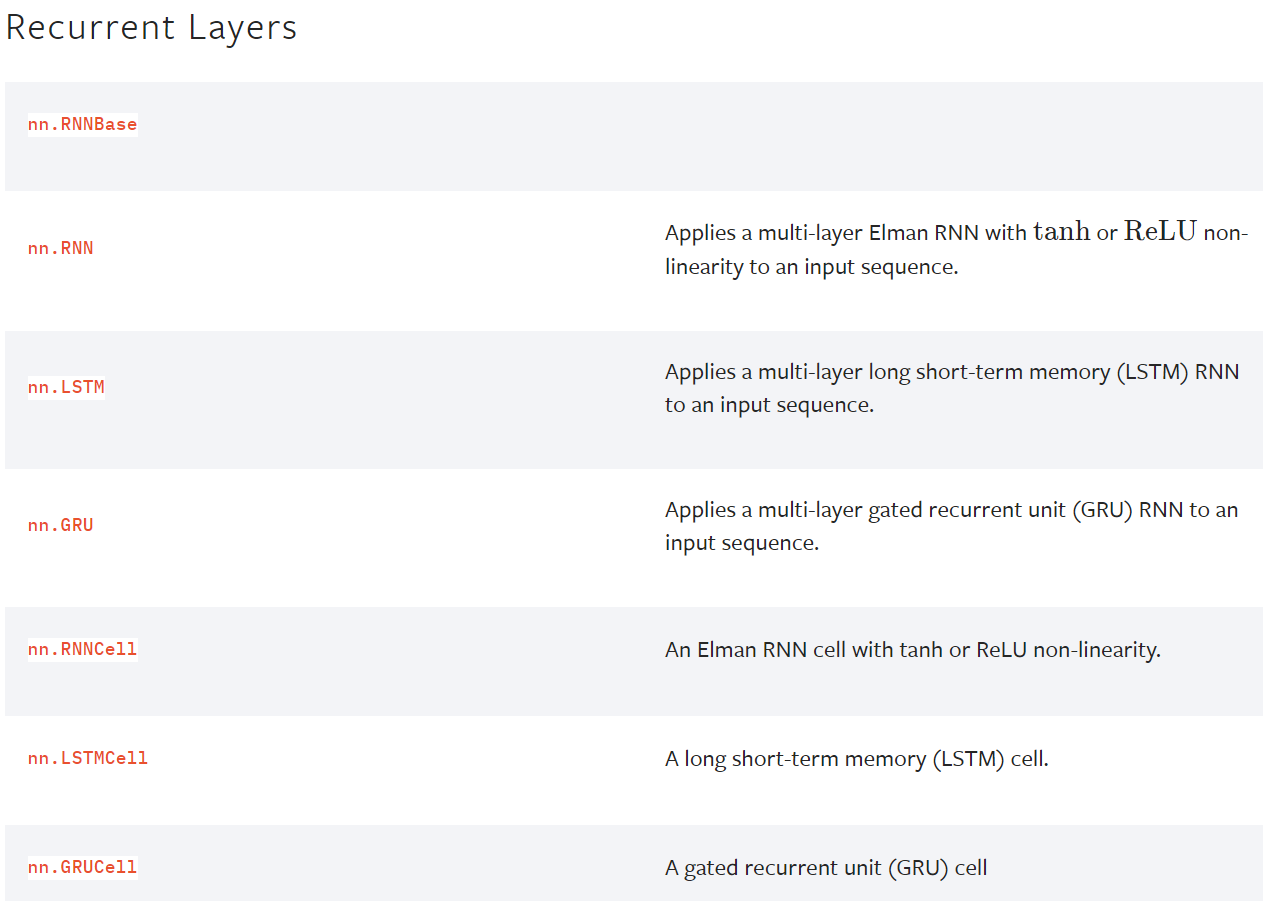 Recurrent Layers
nn.RNNBase
nn.RNN
Applies a multi-layer Elman RNN with tanh or ReLU non-
linearity to an input sequence.
nn.LSTM
Applies a multi-layer long short-term memory (LSTM) RNN
to an input sequence.
nn.GRU
Applies a multi-layer gated recurrent unit (GRU) RNN to an
input sequence.
nn.RNNCell
An Elman RNN cell with tanh or ReLU non-linearity.
nn.LSTMCell
A long short-term memory (LSTM) cell.
nn.GRUCell
A gated recurrent unit (GRU) cell